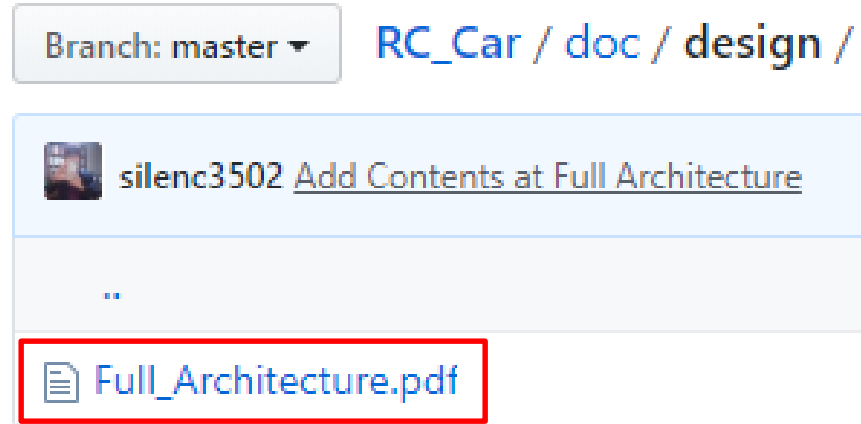 Branch: master RC_Car / doc / design /
silenc3502 Add Contents at Full Architecture
..
Full_Architecture.pdf